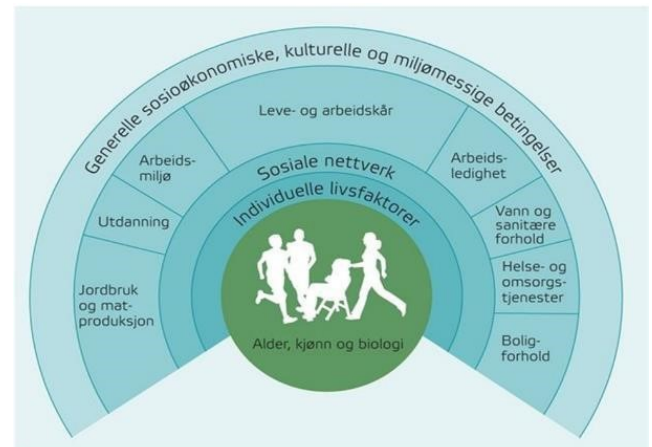 Generelle sosioøkonomiske, kulturelle og miljømessige betingelser
Leve- og arbeidskår
Arbeids-
miljø
Arbeids-
ledighet
Sosiale nettverk
Individuelle livsfaktorer
Utdanning
Vann og
sanitære
forhold
Jordbruk
og mat-
produksjon
Helse- og
omsorgs-
tjenester
Bolig-
forhold
Alder, kjønn og biologi